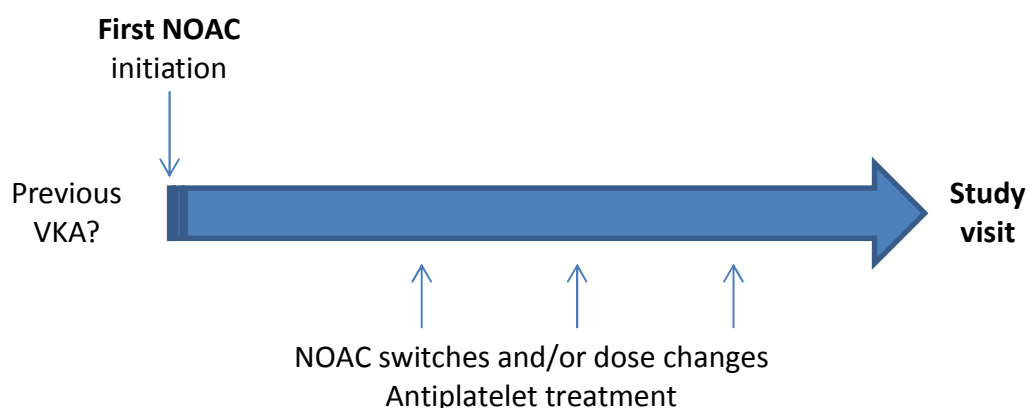 First NOAC
initiation
Previous
VKA?
Study
visit
NOAC switches and/or dose changes
Antiplatelet treatment